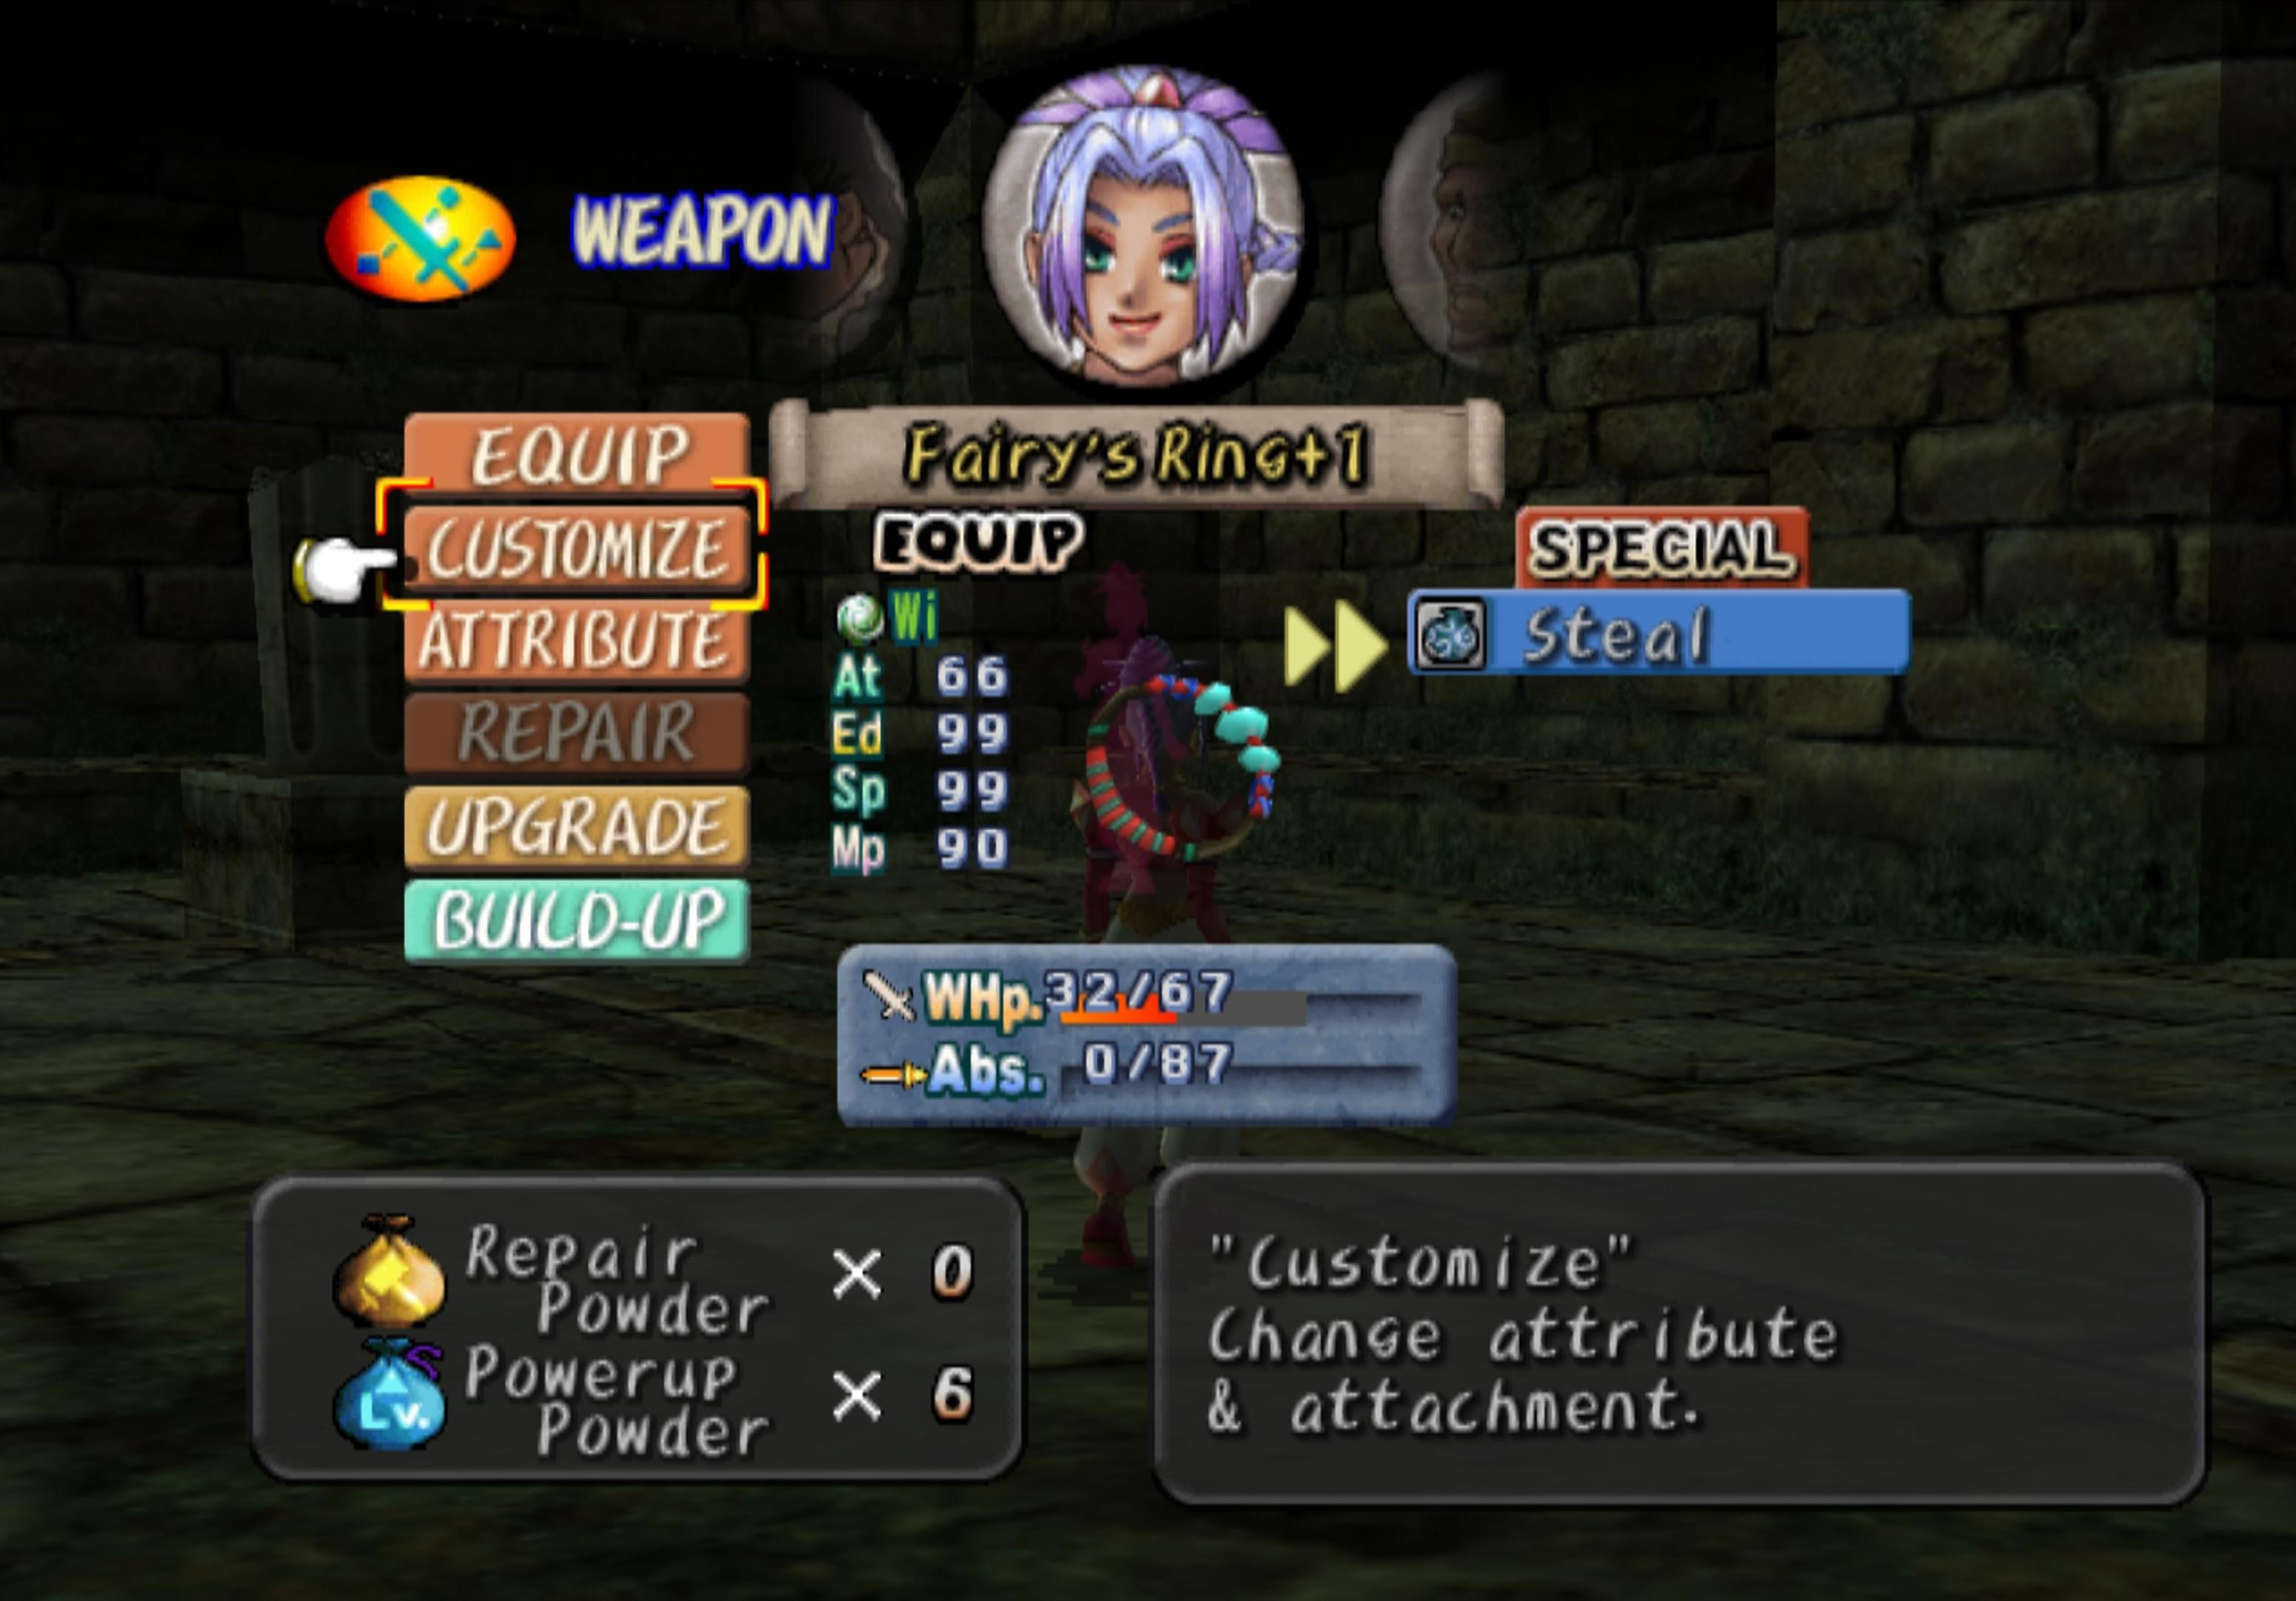 WEAPON
EQUIP
CUSTOMIZE
ATTRIBUTE
REPAIR
UPGRADE
BUILD-UP
Fairy's Ring+1
EQUIP
Wi
At 66
Ed 99
Sp 99
Mp 90
SPECIAL
Steal
WHp. 32/67
Abs. 0/87
Repair
Powder × 0
Lv.
Powerup
Powder × 6
"Customize"
Change attribute
& attachment.